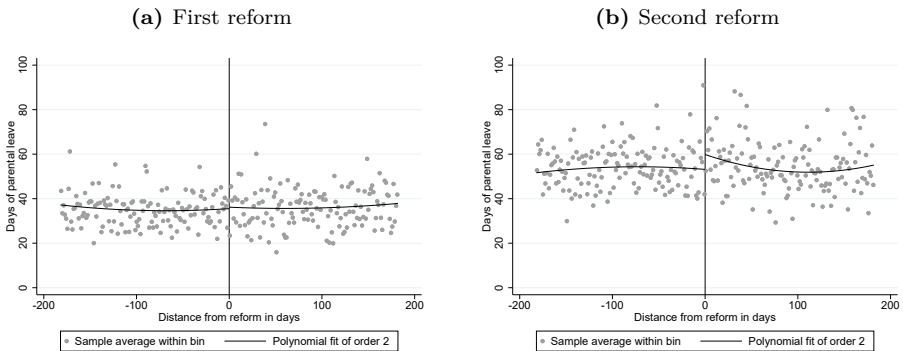 (a) First reform
Days of parental leave
100
80
60
40
20
0
-200 -100 0 100 200
Distance from reform in days
Sample average within bin Polynomial fit of order 2
(b) Second reform
Days of parental leave
100
80
60
40
20
0
-200 -100 0 100 200
Distance from reform in days
Sample average within bin Polynomial fit of order 2